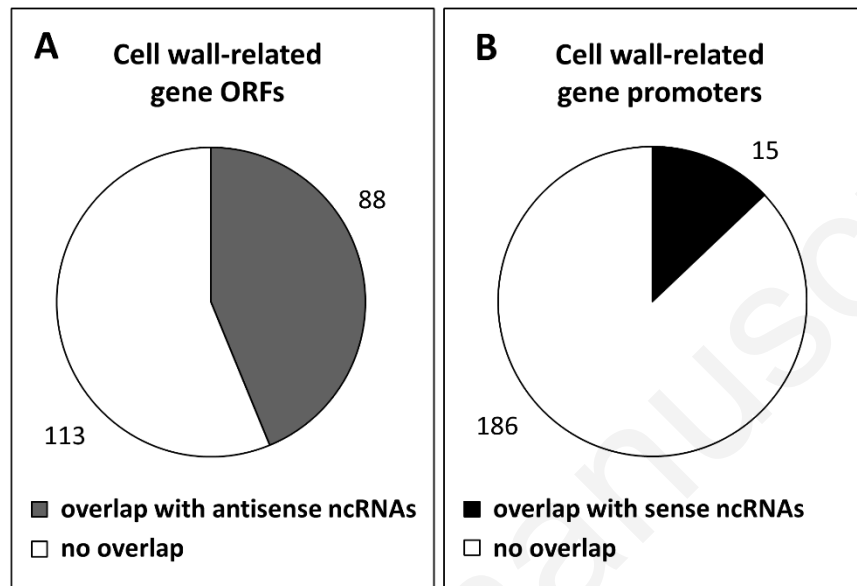 A
Cell wall-related
gene ORFs
88
113
overlap with antisense ncRNAs
no overlap
B
Cell wall-related
gene promoters
15
186
overlap with sense ncRNAs
no overlap